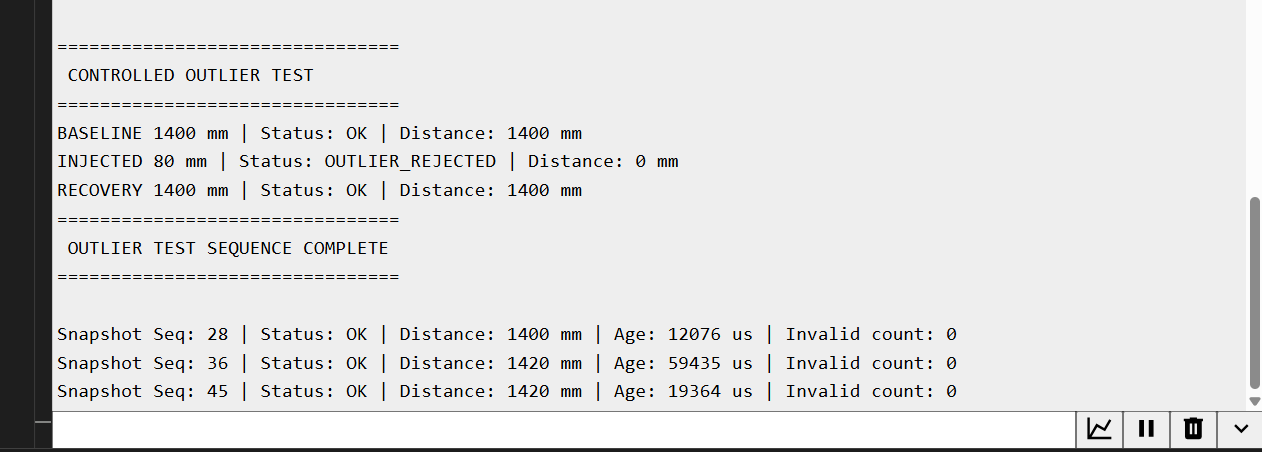 ================================
CONTROLLED OUTLIER TEST
================================
BASELINE 1400 mm | Status: OK | Distance: 1400 mm
INJECTED 80 mm | Status: OUTLIER_REJECTED | Distance: 0 mm
RECOVERY 1400 mm | Status: OK | Distance: 1400 mm
================================
OUTLIER TEST SEQUENCE COMPLETE
================================
Snapshot Seq: 28 | Status: OK | Distance: 1400 mm | Age: 12076 us | Invalid count: 0
Snapshot Seq: 36 | Status: OK | Distance: 1420 mm | Age: 59435 us | Invalid count: 0
Snapshot Seq: 45 | Status: OK | Distance: 1420 mm | Age: 19364 us | Invalid count: 0